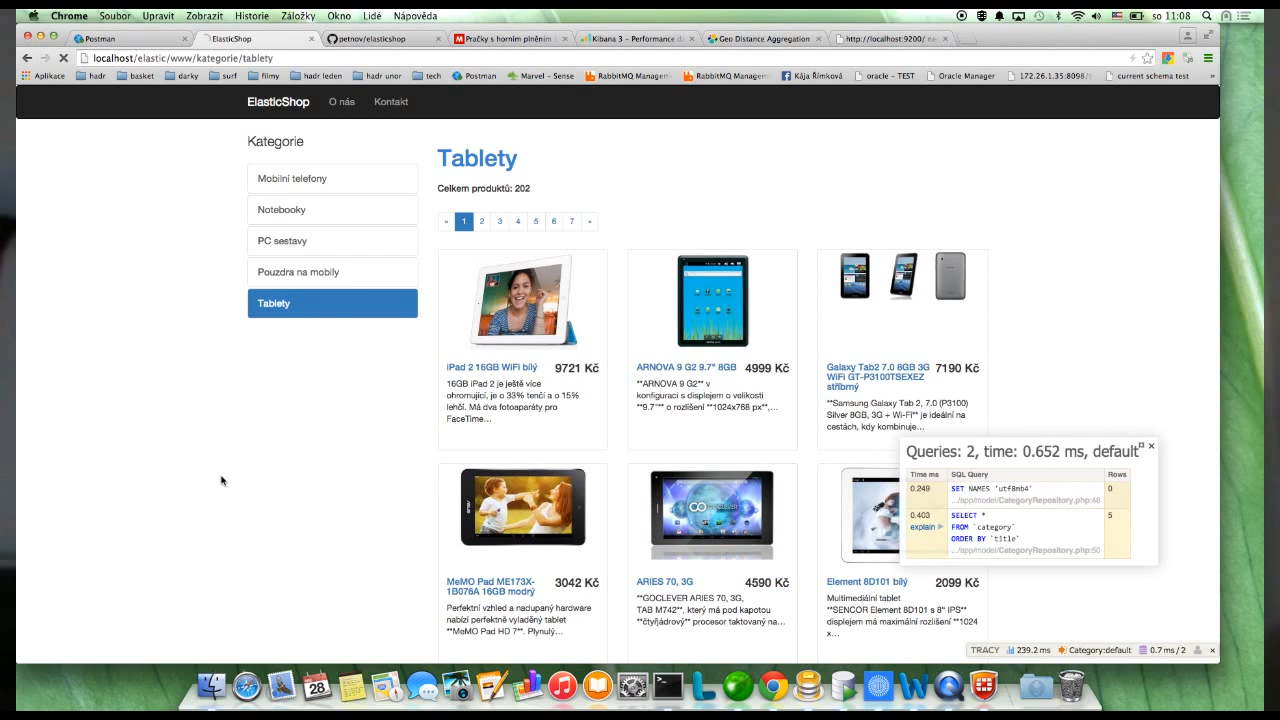 Chrome Soubor Upravit Zobrazit Historie Záložky Okno Lidé Nápověda so 11:08
Postman ElasticShop petnov/elasticshop Pračky s horním plněním Kibana 3 – Performance da Geo Distance Aggregation http://localhost:9200/
localhost/elastic/www/kategorie/tablety
Aplikace hadr basket darky surf filmy hadr leden hadr unor tech Postman Marvel – Sense RabbitMQ Managem RabbitMQ Managem Kája Římková oracle – TEST Oracle Manager 172.26.1.35:8098/ current schema test »
ElasticShop O nás Kontakt
Kategorie
Mobilní telefony
Notebooky
PC sestavy
Pouzdra na mobily
Tablety
Tablety
Celkem produktů: 202
« 1 2 3 4 5 6 7 »
iPad 2 16GB WiFi bílý 9721 Kč
16GB iPad 2 je ještě více
ohromující, je o 33% tenčí a o 15%
lehčí. Má dva fotoaparáty pro
FaceTime…
ARNOVA 9 G2 9.7" 8GB 4999 Kč
**ARNOVA 9 G2** v
konfiguraci s displejem o velikosti
**9.7"** o rozlišení **1024x768 px**,…
Galaxy Tab2 7.0 8GB 3G 7190 Kč
WiFi GT-P3100TSEXEZ
stříbrný
**Samsung Galaxy Tab 2, 7.0 (P3100)
Silver 8GB, 3G + Wi-Fi** je ideální na
cestách, kdy kombinuje…
MeMO Pad ME173X- 3042 Kč
1B076A 16GB modrý
Perfektní vzhled a nadupaný hardware
nabízí perfektně vyladěný tablet
**MeMO Pad HD 7**. Plynulý…
ARIES 70, 3G 4590 Kč
**GOCLEVER ARIES 70, 3G,
TAB M742**, který má pod kapotou
**čtyřjádrový** procesor taktovaný na…
Element 8D101 bílý 2099 Kč
Multimediální tablet
**SENCOR Element 8D101 s 8" IPS**
displejem má maximální rozlišení **1024
x…
Queries: 2, time: 0.652 ms, default
Time ms SQL Query Rows
0.249 SET NAMES 'utf8mb4' 0
.../app/model/CategoryRepository.php:48
0.403 SELECT * 5
explain FROM `category`
ORDER BY `title`
.../app/model/CategoryRepository.php:50
TRACY 239.2 ms Category:default 0.7 ms / 2 ×
28